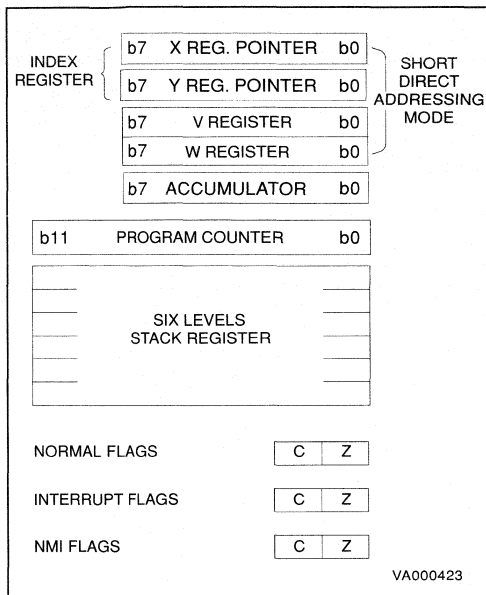 INDEX
REGISTER
b7 X REG. POINTER b0
b7 Y REG. POINTER b0
b7 V REGISTER b0
b7 W REGISTER b0
SHORT
DIRECT
ADDRESSING
MODE
b7 ACCUMULATOR b0
b11 PROGRAM COUNTER b0
SIX LEVELS
STACK REGISTER
NORMAL FLAGS C Z
INTERRUPT FLAGS C Z
NMI FLAGS C Z
VA000423